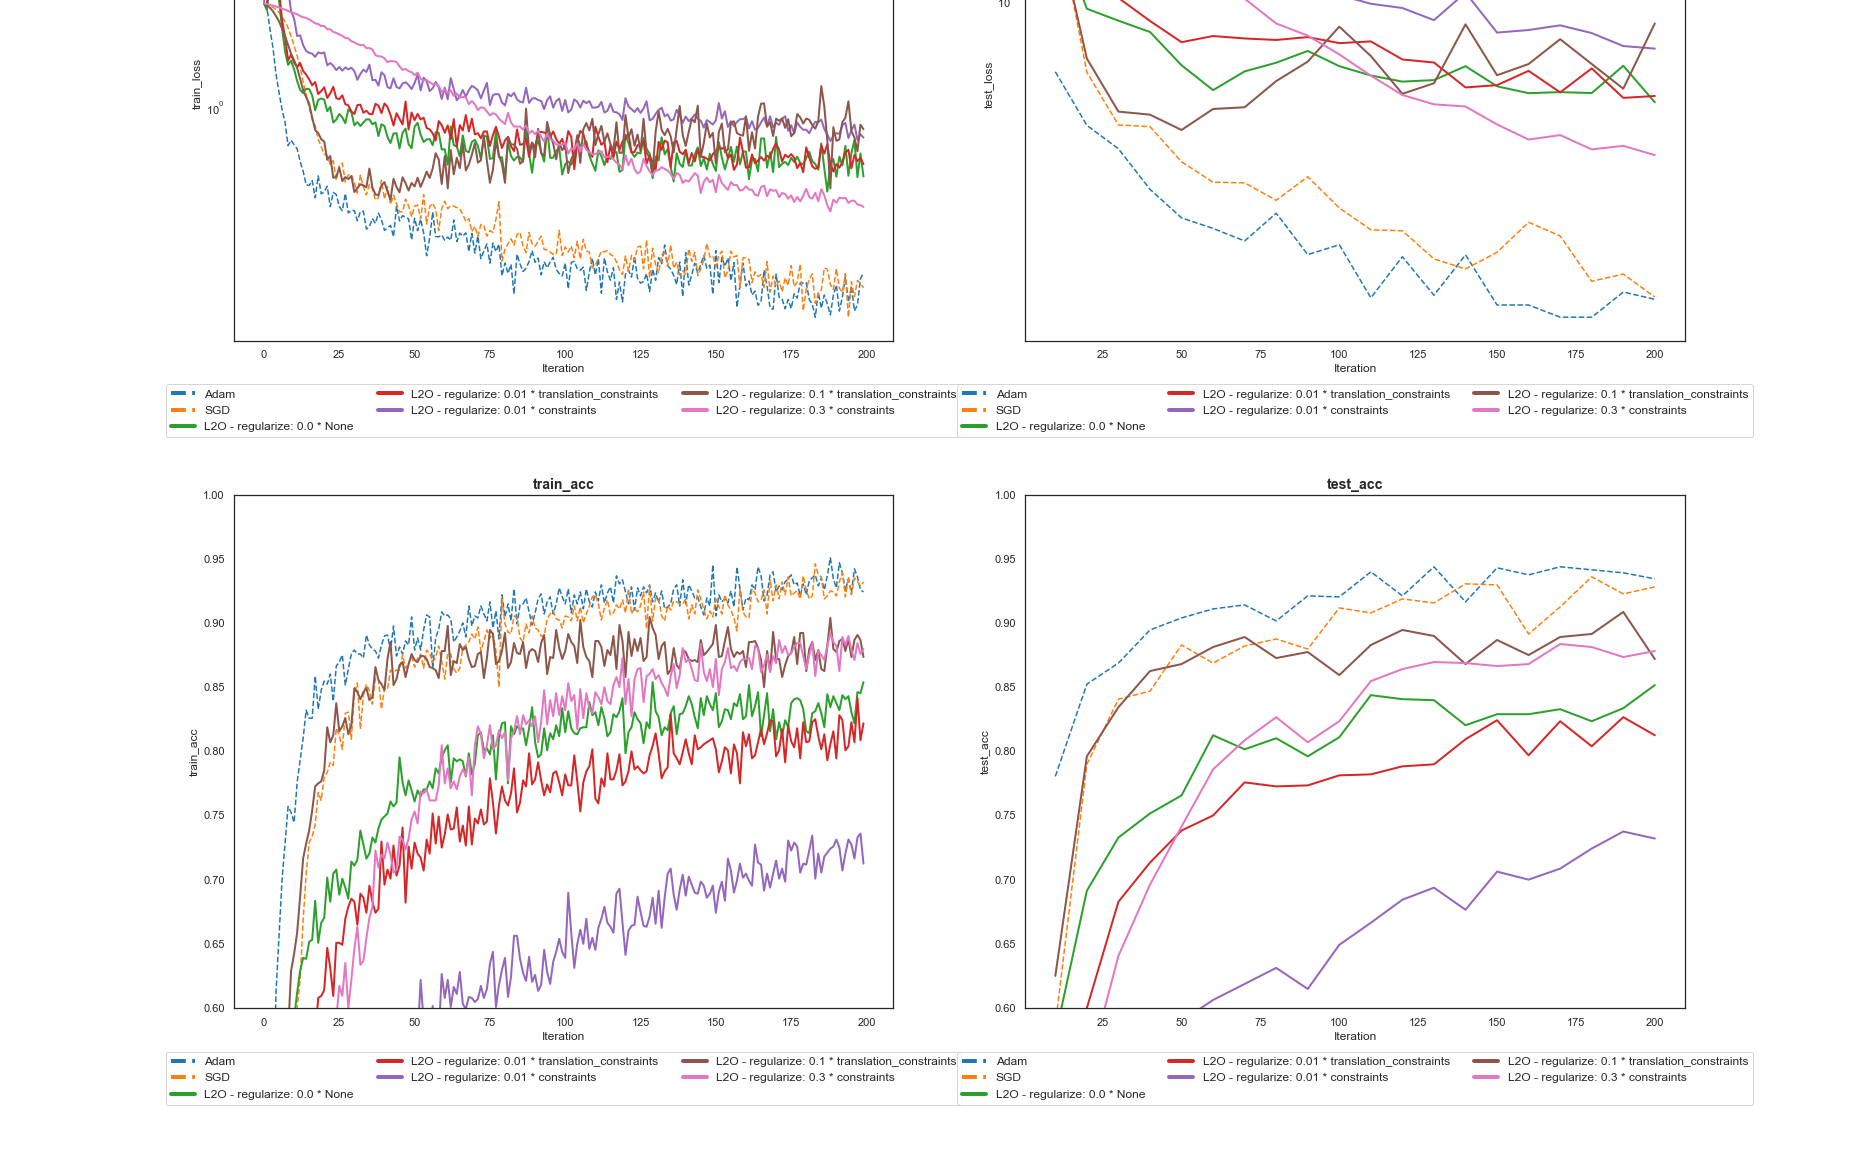 train_loss
10^0
0 25 50 75 100 125 150 175 200
Iteration
Adam
SGD
L2O - regularize: 0.0 * None
L2O - regularize: 0.01 * translation_constraints
L2O - regularize: 0.01 * constraints
L2O - regularize: 0.1 * translation_constraints
L2O - regularize: 0.3 * constraints
test_loss
10
25 50 75 100 125 150 175 200
Iteration
Adam
SGD
L2O - regularize: 0.0 * None
L2O - regularize: 0.01 * translation_constraints
L2O - regularize: 0.01 * constraints
L2O - regularize: 0.1 * translation_constraints
L2O - regularize: 0.3 * constraints
train_acc
train_acc
1.00
0.95
0.90
0.85
0.80
0.75
0.70
0.65
0.60
0 25 50 75 100 125 150 175 200
Iteration
Adam
SGD
L2O - regularize: 0.0 * None
L2O - regularize: 0.01 * translation_constraints
L2O - regularize: 0.01 * constraints
L2O - regularize: 0.1 * translation_constraints
L2O - regularize: 0.3 * constraints
test_acc
test_acc
1.00
0.95
0.90
0.85
0.80
0.75
0.70
0.65
0.60
25 50 75 100 125 150 175 200
Iteration
Adam
SGD
L2O - regularize: 0.0 * None
L2O - regularize: 0.01 * translation_constraints
L2O - regularize: 0.01 * constraints
L2O - regularize: 0.1 * translation_constraints
L2O - regularize: 0.3 * constraints